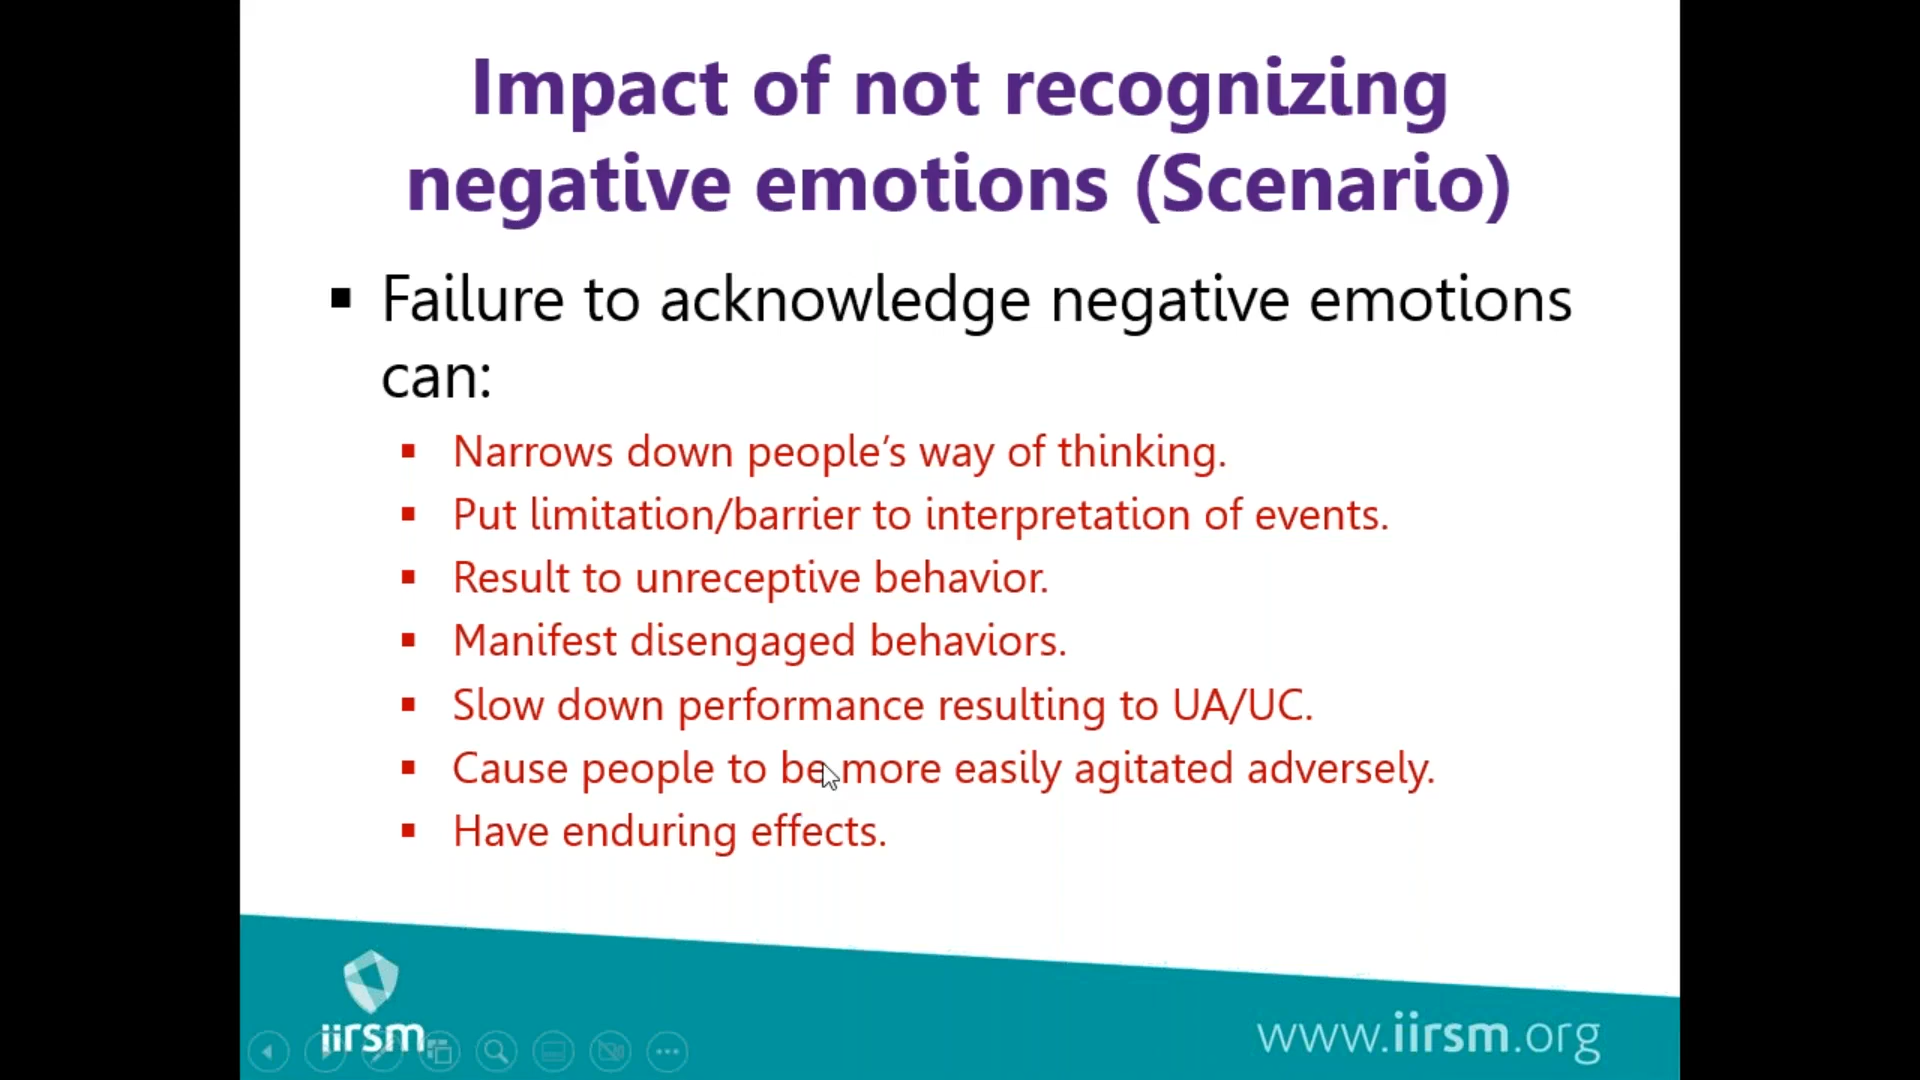 Impact of not recognizing
negative emotions (Scenario)
▪ Failure to acknowledge negative emotions
can:
▪ Narrows down people’s way of thinking.
▪ Put limitation/barrier to interpretation of events.
▪ Result to unreceptive behavior.
▪ Manifest disengaged behaviors.
▪ Slow down performance resulting to UA/UC.
▪ Cause people to be more easily agitated adversely.
▪ Have enduring effects.
iirsm
www.iirsm.org